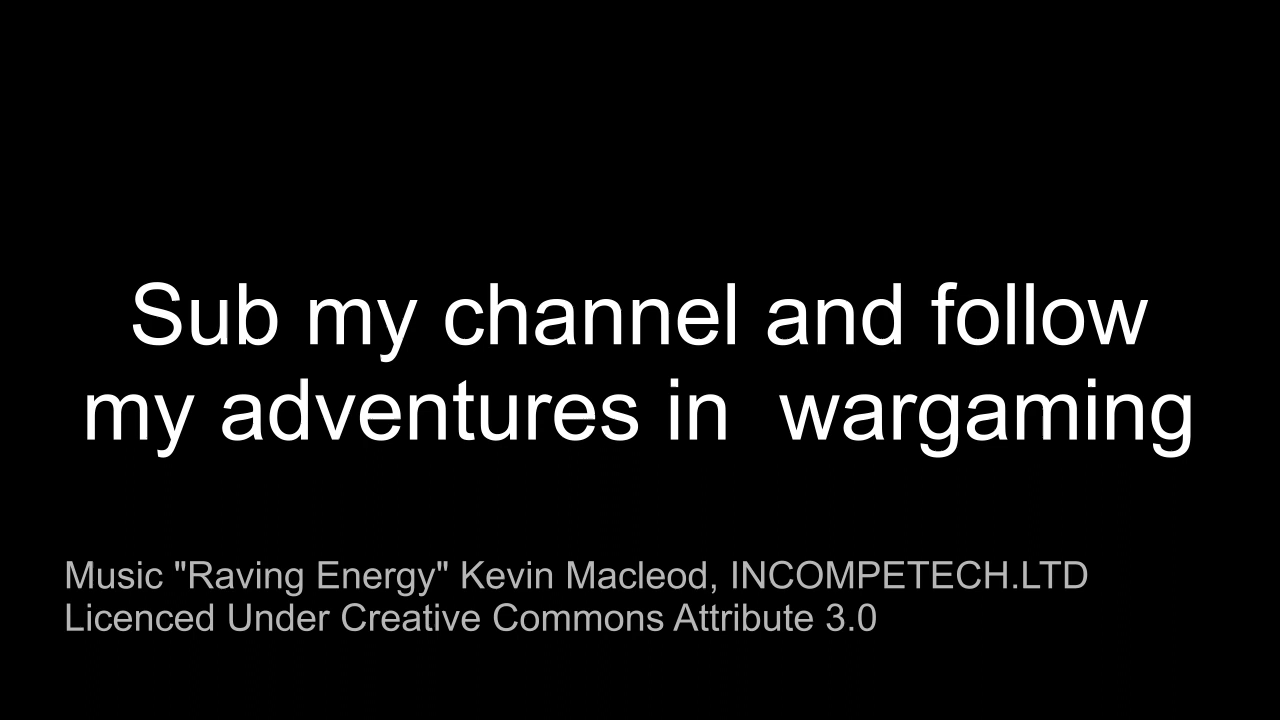 Sub my channel and follow
my adventures in  wargaming
Music "Raving Energy" Kevin Macleod, INCOMPETECH.LTD
Licenced Under Creative Commons Attribute 3.0